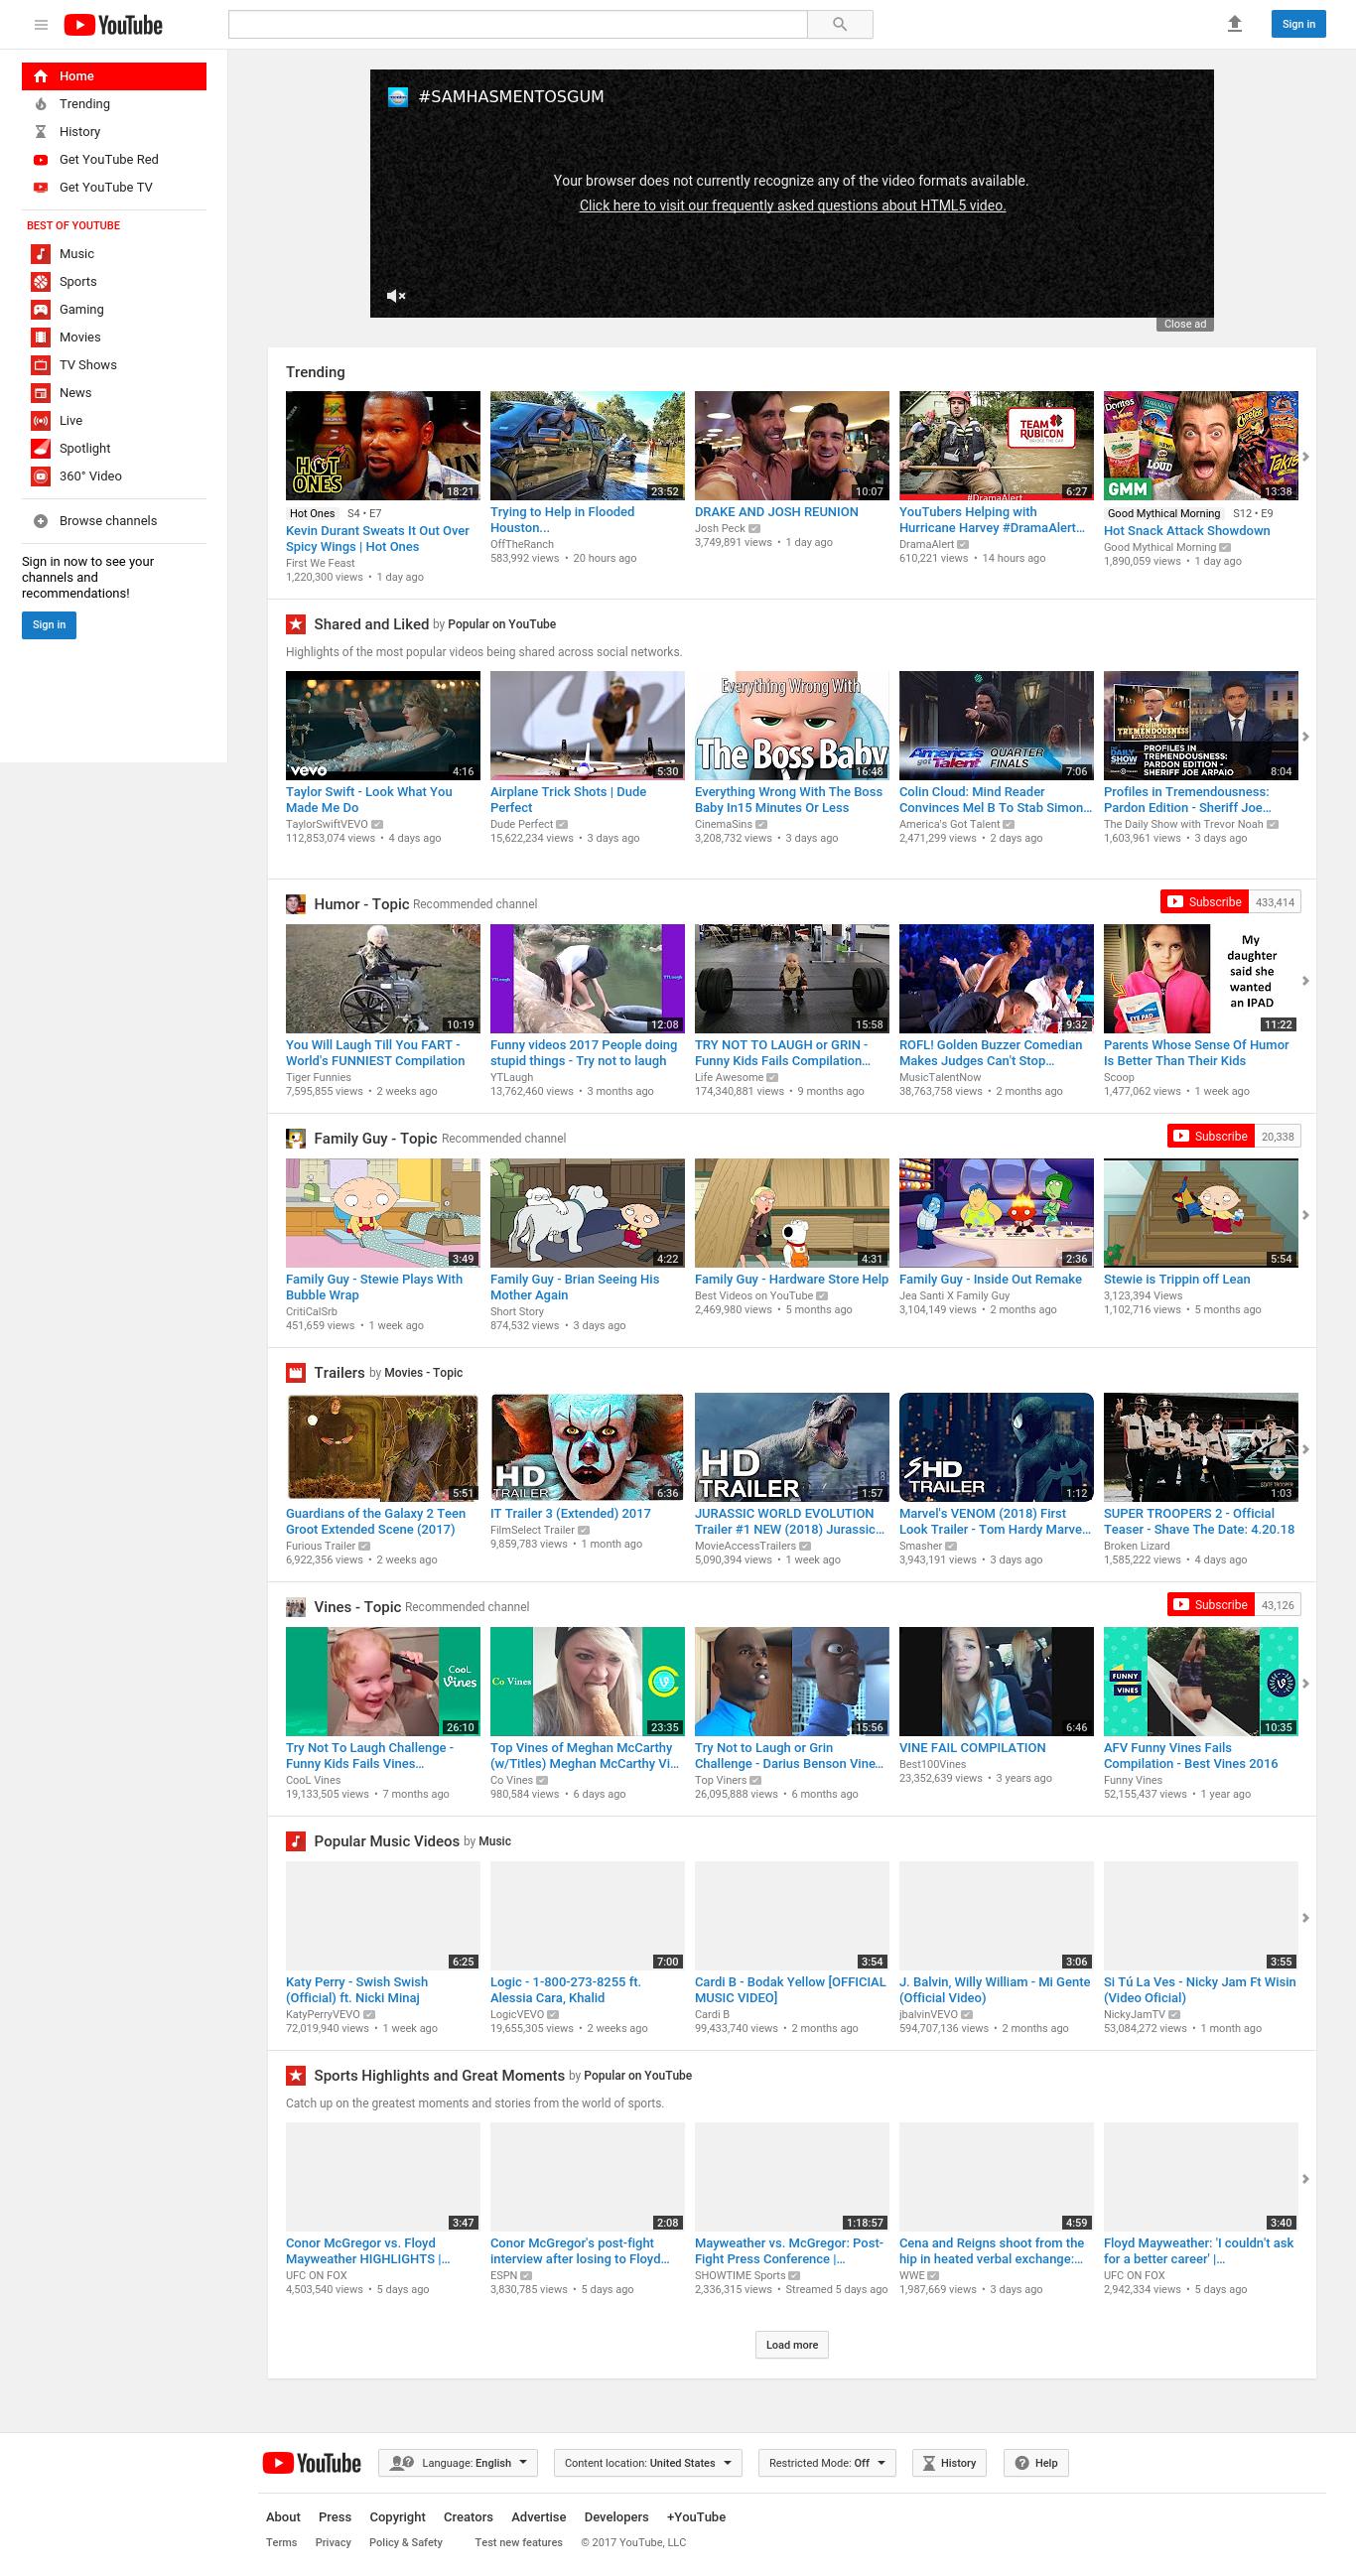 YouTube
Sign in
Home
Trending
History
Get YouTube Red
Get YouTube TV
BEST OF YOUTUBE
Music
Sports
Gaming
Movies
TV Shows
News
Live
Spotlight
360° Video
Browse channels
Sign in now to see your
channels and
recommendations!
Sign in
#SAMHASMENTOSGUM
Your browser does not currently recognize any of the video formats available.
Click here to visit our frequently asked questions about HTML5 video.
Close ad
Trending
HOT ONES
18:21
Hot Ones S4 • E7
Kevin Durant Sweats It Out Over
Spicy Wings | Hot Ones
First We Feast
1,220,300 views • 1 day ago
23:52
Trying to Help in Flooded
Houston...
OffTheRanch
583,992 views • 20 hours ago
10:07
DRAKE AND JOSH REUNION
Josh Peck
3,749,891 views • 1 day ago
TEAM
RUBICON
#DramaAlert
6:27
YouTubers Helping with
Hurricane Harvey #DramaAlert...
DramaAlert
610,221 views • 14 hours ago
Doritos
Cheetos
LOUD
Takis
GMM
13:38
Good Mythical Morning S12 • E9
Hot Snack Attack Showdown
Good Mythical Morning
1,890,059 views • 1 day ago
Shared and Liked by Popular on YouTube
Highlights of the most popular videos being shared across social networks.
vevo
4:16
Taylor Swift - Look What You
Made Me Do
TaylorSwiftVEVO
112,853,074 views • 4 days ago
5:30
Airplane Trick Shots | Dude
Perfect
Dude Perfect
15,622,234 views • 3 days ago
Everything Wrong With
The Boss Baby
16:48
Everything Wrong With The Boss
Baby In15 Minutes Or Less
CinemaSins
3,208,732 views • 3 days ago
America's got Talent
QUARTER FINALS
7:06
Colin Cloud: Mind Reader
Convinces Mel B To Stab Simon...
America's Got Talent
2,471,299 views • 2 days ago
TREMENDOUSNESS
THE DAILY SHOW
PROFILES IN
TREMENDOUSNESS:
PARDON EDITION -
SHERIFF JOE ARPAIO
8:04
Profiles in Tremendousness:
Pardon Edition - Sheriff Joe...
The Daily Show with Trevor Noah
1,603,961 views • 3 days ago
Humor - Topic Recommended channel
Subscribe 433,414
10:19
You Will Laugh Till You FART -
World's FUNNIEST Compilation
Tiger Funnies
7,595,855 views • 2 weeks ago
YTLaugh
YTLaugh
12:08
Funny videos 2017 People doing
stupid things - Try not to laugh
YTLaugh
13,762,460 views • 3 months ago
15:58
TRY NOT TO LAUGH or GRIN -
Funny Kids Fails Compilation...
Life Awesome
174,340,881 views • 9 months ago
9:32
ROFL! Golden Buzzer Comedian
Makes Judges Can't Stop...
MusicTalentNow
38,763,758 views • 2 months ago
EYE PAD
My
daughter
said she
wanted
an IPAD
11:22
Parents Whose Sense Of Humor
Is Better Than Their Kids
Scoop
1,477,062 views • 1 week ago
Family Guy - Topic Recommended channel
Subscribe 20,338
3:49
Family Guy - Stewie Plays With
Bubble Wrap
CritiCalSrb
451,659 views • 1 week ago
4:22
Family Guy - Brian Seeing His
Mother Again
Short Story
874,532 views • 3 days ago
4:31
Family Guy - Hardware Store Help
Best Videos on YouTube
2,469,980 views • 5 months ago
2:36
Family Guy - Inside Out Remake
Jea Santi X Family Guy
3,104,149 views • 2 months ago
5:54
Stewie is Trippin off Lean
3,123,394 Views
1,102,716 views • 5 months ago
Trailers by Movies - Topic
5:51
Guardians of the Galaxy 2 Teen
Groot Extended Scene (2017)
Furious Trailer
6,922,356 views • 2 weeks ago
HD
TRAILER
6:36
IT Trailer 3 (Extended) 2017
FilmSelect Trailer
9,859,783 views • 1 month ago
HD
TRAILER
1:57
JURASSIC WORLD EVOLUTION
Trailer #1 NEW (2018) Jurassic...
MovieAccessTrailers
5,090,394 views • 1 week ago
HD
TRAILER
1:12
Marvel's VENOM (2018) First
Look Trailer - Tom Hardy Marve...
Smasher
3,943,191 views • 3 days ago
1:03
SUPER TROOPERS 2 - Official
Teaser - Shave The Date: 4.20.18
Broken Lizard
1,585,222 views • 4 days ago
Vines - Topic Recommended channel
Subscribe 43,126
CooL
Vines
26:10
Try Not To Laugh Challenge -
Funny Kids Fails Vines...
CooL Vines
19,133,505 views • 7 months ago
Co Vines
23:35
Top Vines of Meghan McCarthy
(w/Titles) Meghan McCarthy Vi...
Co Vines
980,584 views • 6 days ago
15:56
Try Not to Laugh or Grin
Challenge - Darius Benson Vine...
Top Viners
26,095,888 views • 6 months ago
6:46
VINE FAIL COMPILATION
Best100Vines
23,352,639 views • 3 years ago
FUNNY
VINES
10:35
AFV Funny Vines Fails
Compilation - Best Vines 2016
Funny Vines
52,155,437 views • 1 year ago
Popular Music Videos by Music
6:25
Katy Perry - Swish Swish
(Official) ft. Nicki Minaj
KatyPerryVEVO
72,019,940 views • 1 week ago
7:00
Logic - 1-800-273-8255 ft.
Alessia Cara, Khalid
LogicVEVO
19,655,305 views • 2 weeks ago
3:54
Cardi B - Bodak Yellow [OFFICIAL
MUSIC VIDEO]
Cardi B
99,433,740 views • 2 months ago
3:06
J. Balvin, Willy William - Mi Gente
(Official Video)
jbalvinVEVO
594,707,136 views • 2 months ago
3:55
Si Tú La Ves - Nicky Jam Ft Wisin
(Video Oficial)
NickyJamTV
53,084,272 views • 1 month ago
Sports Highlights and Great Moments by Popular on YouTube
Catch up on the greatest moments and stories from the world of sports.
3:47
Conor McGregor vs. Floyd
Mayweather HIGHLIGHTS |...
UFC ON FOX
4,503,540 views • 5 days ago
2:08
Conor McGregor's post-fight
interview after losing to Floyd...
ESPN
3,830,785 views • 5 days ago
1:18:57
Mayweather vs. McGregor: Post-
Fight Press Conference |...
SHOWTIME Sports
2,336,315 views • Streamed 5 days ago
4:59
Cena and Reigns shoot from the
hip in heated verbal exchange:...
WWE
1,987,669 views • 3 days ago
3:40
Floyd Mayweather: 'I couldn't ask
for a better career' |...
UFC ON FOX
2,942,334 views • 5 days ago
Load more
YouTube
Language: English
Content location: United States
Restricted Mode: Off
History
Help
About Press Copyright Creators Advertise Developers +YouTube
Terms Privacy Policy & Safety Test new features © 2017 YouTube, LLC